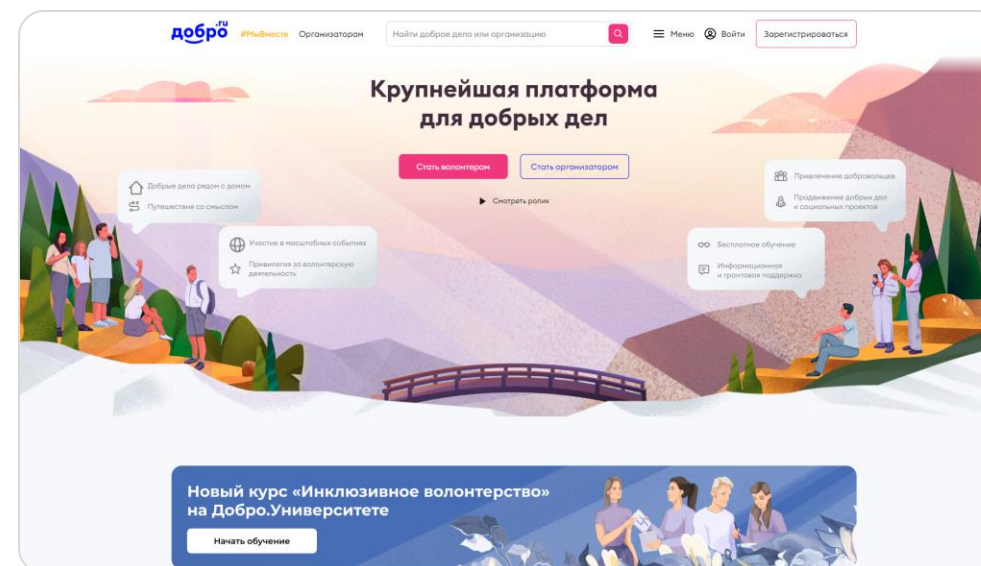 добро.ru
#МыВместе
Организаторам
Найти доброе дело или организацию
Меню
Войти
Зарегистрироваться
Крупнейшая платформа
для добрых дел
Стать волонтером
Стать организатором
Смотреть ролик
Добрые дела рядом с домом
Путешествия со смыслом
Участие в масштабных событиях
Привилегия за волонтерскую
деятельность
Привлечение добровольцев
Продвижение добрых дел
и социальных проектов
Бесплатное обучение
Информационная
и грантовая поддержка
Новый курс «Инклюзивное волонтерство»
на Добро.Университете
Начать обучение